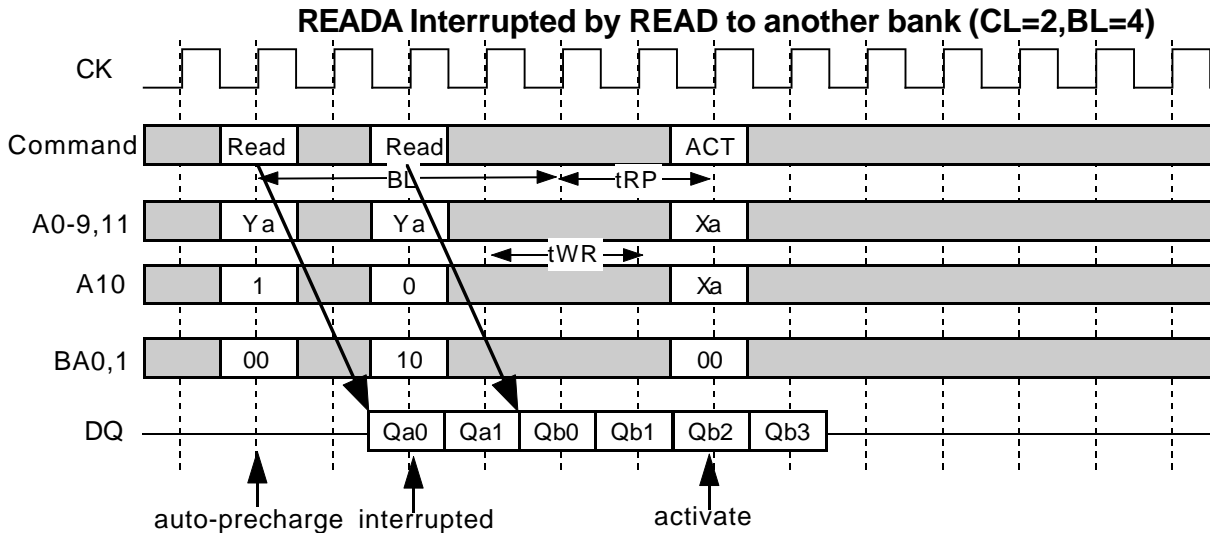 READA Interrupted by READ to another bank (CL=2,BL=4)
CK
Command Read Read ACT
BL tRP
A0-9,11 Ya Ya Xa
tWR
A10 1 0 Xa
BA0,1 00 10 00
DQ Qa0 Qa1 Qb0 Qb1 Qb2 Qb3
auto-precharge interrupted activate